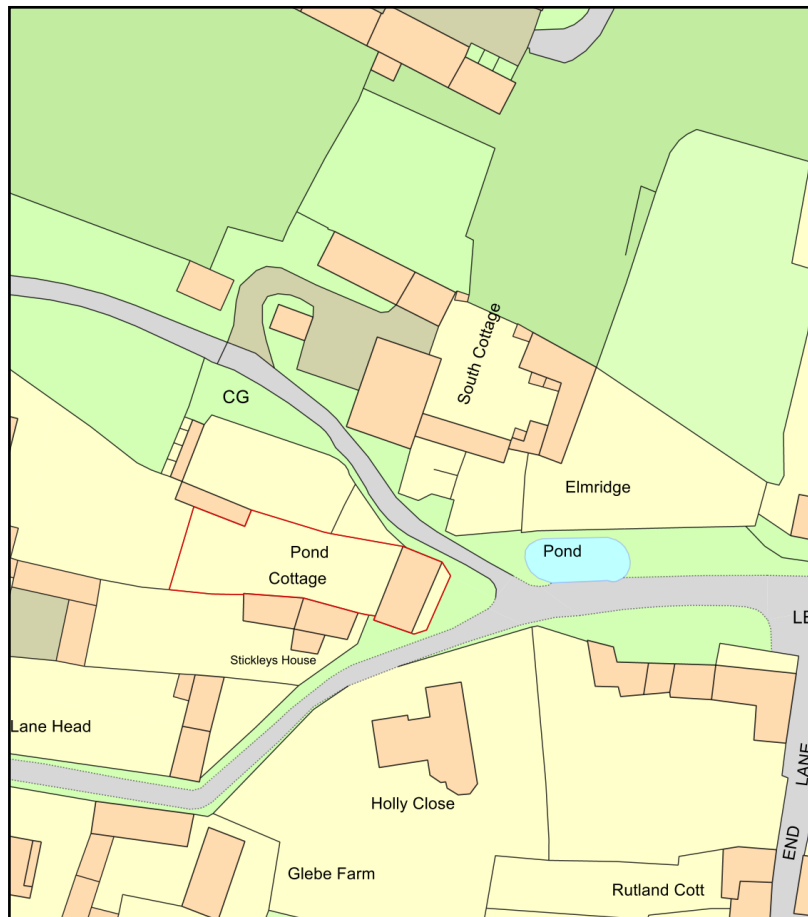 South Cottage
CG
Elmridge
Pond
Pond
Cottage
LE
Stickleys House
Lane Head
LANE
Holly Close
END
Glebe Farm
Rutland Cott